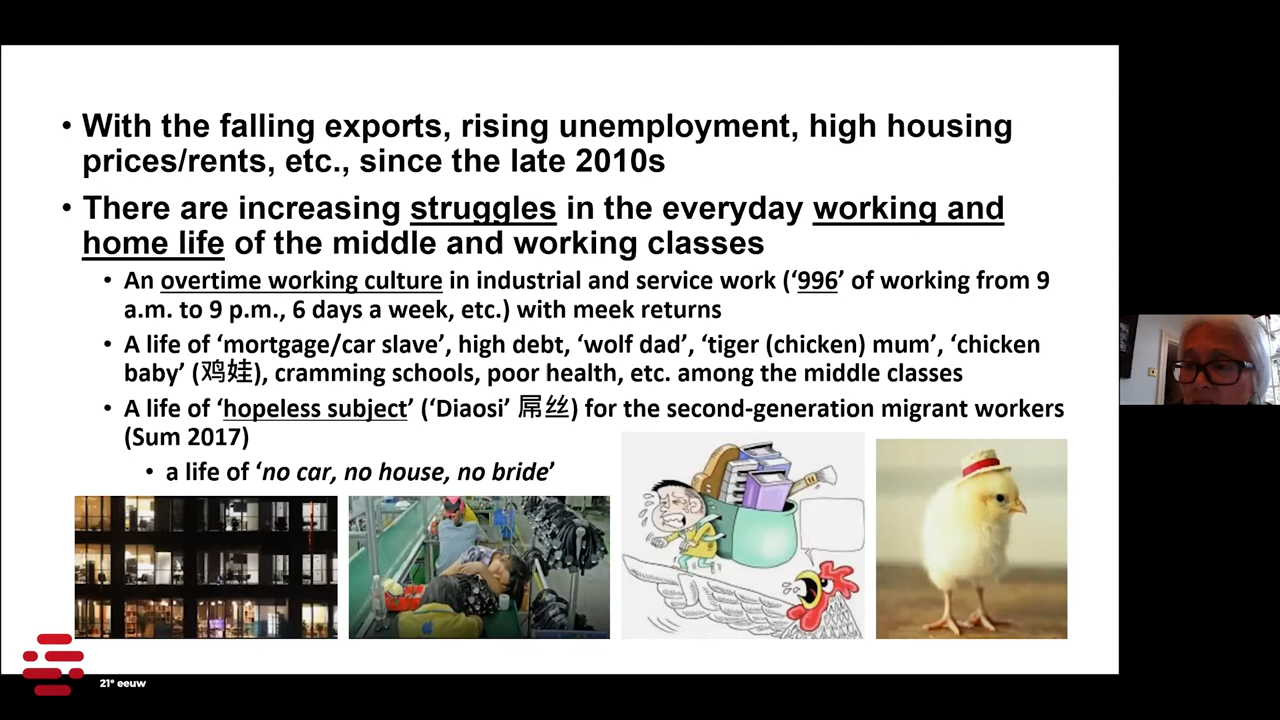 • With the falling exports, rising unemployment, high housing
prices/rents, etc., since the late 2010s
• There are increasing struggles in the everyday working and
home life of the middle and working classes
• An overtime working culture in industrial and service work (‘996’ of working from 9
a.m. to 9 p.m., 6 days a week, etc.) with meek returns
• A life of ‘mortgage/car slave’, high debt, ‘wolf dad’, ‘tiger (chicken) mum’, ‘chicken
baby’ (鸡娃), cramming schools, poor health, etc. among the middle classes
• A life of ‘hopeless subject’ (‘Diaosi’ 屌丝) for the second-generation migrant workers
(Sum 2017)
• a life of ‘no car, no house, no bride’
21e eeuw